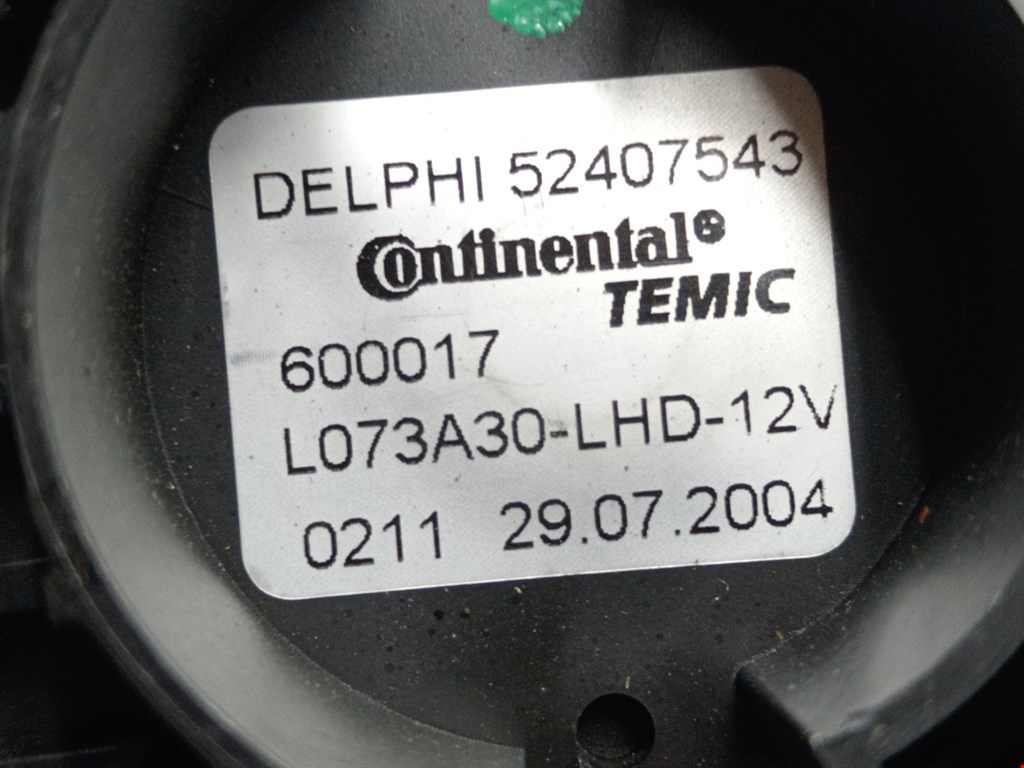 DELPHI 52407543
Continental®
TEMIC
600017
L073A30-LHD-12V
0211 29.07.2004